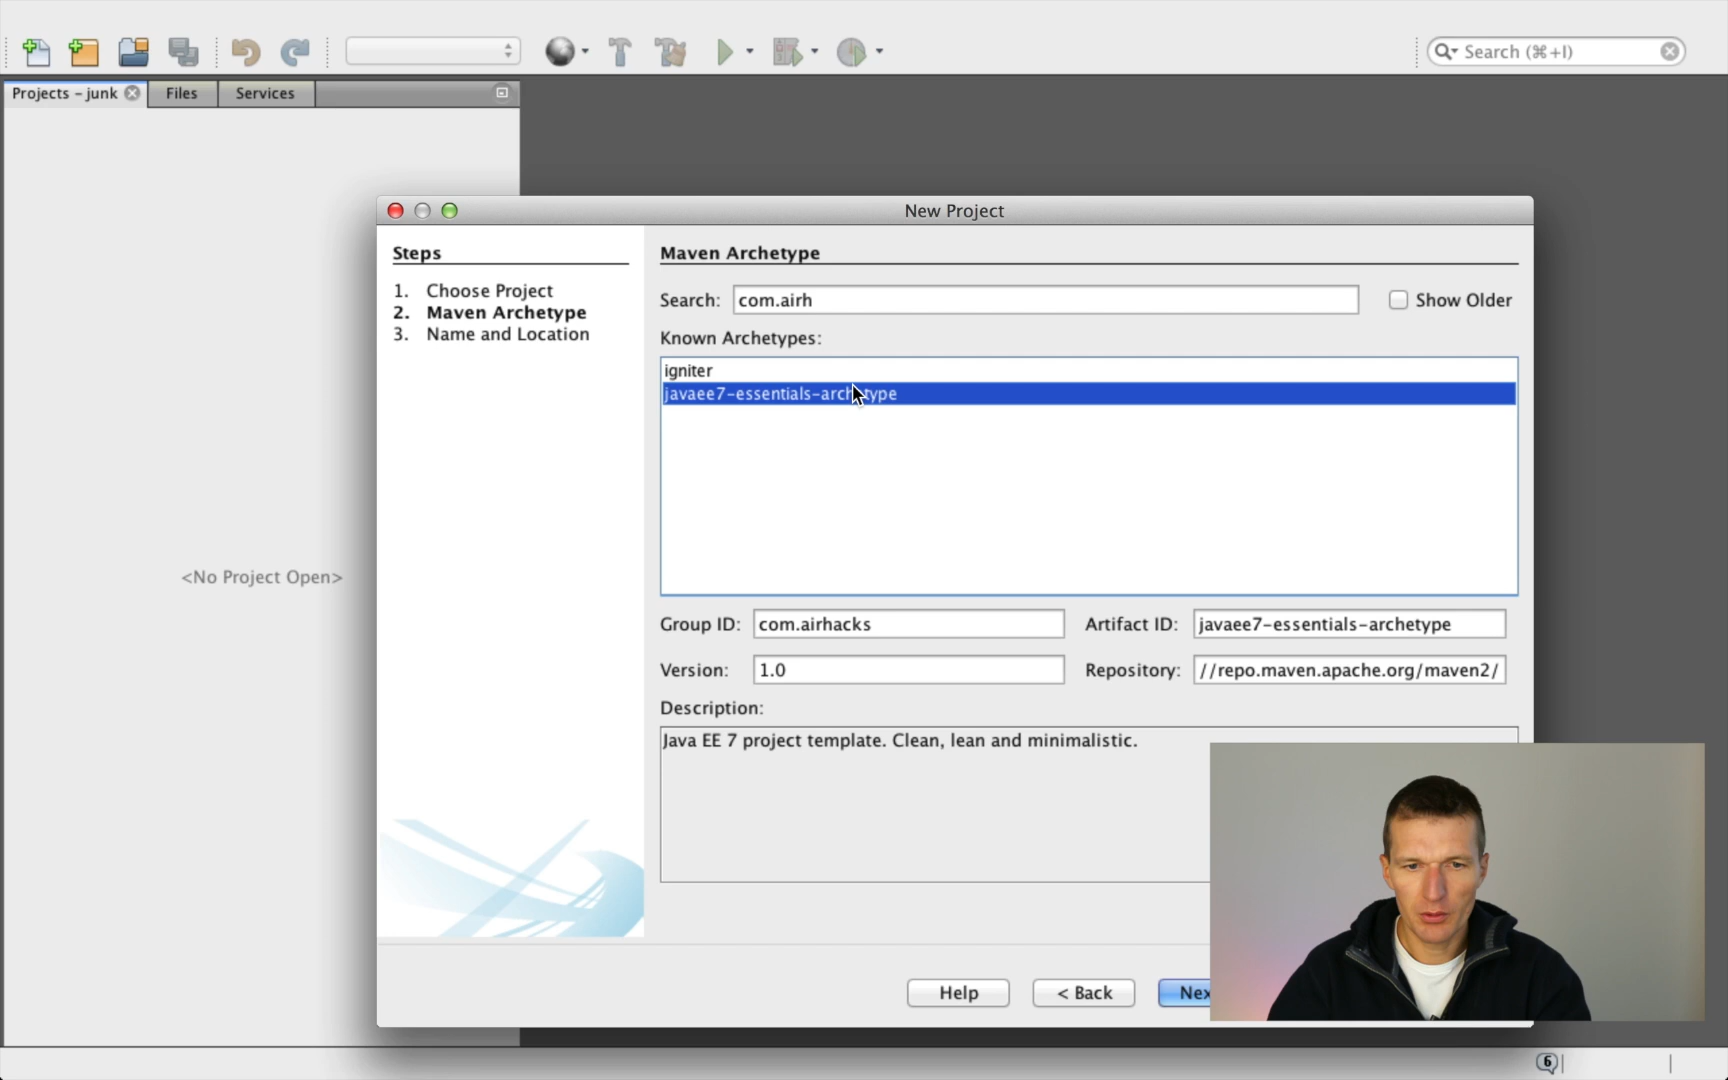 Search (⌘+I)
Projects – junk
Files
Services
<No Project Open>
New Project
Steps
1. Choose Project
2. Maven Archetype
3. Name and Location
Maven Archetype
Search: com.airh
Show Older
Known Archetypes:
igniter
javaee7-essentials-archetype
Group ID: com.airhacks
Artifact ID: javaee7-essentials-archetype
Version: 1.0
Repository: //repo.maven.apache.org/maven2/
Description:
Java EE 7 project template. Clean, lean and minimalistic.
Help
< Back
Nex
6